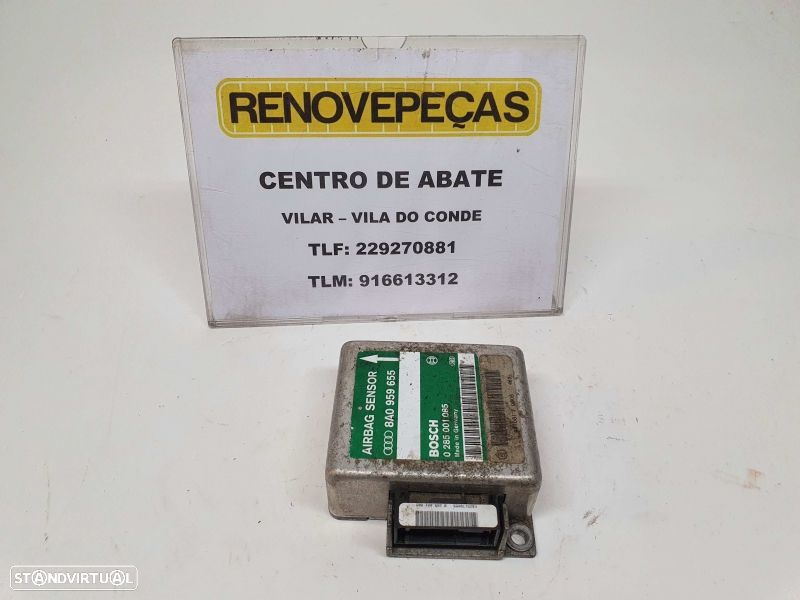 RENOVEPEÇAS
CENTRO DE ABATE
VILAR – VILA DO CONDE
TLF: 229270881
TLM: 916613312
AIRBAG SENSOR
8A0 959 655
BOSCH
0 285 001 085
Made in Germany
STANDVIRTUAL